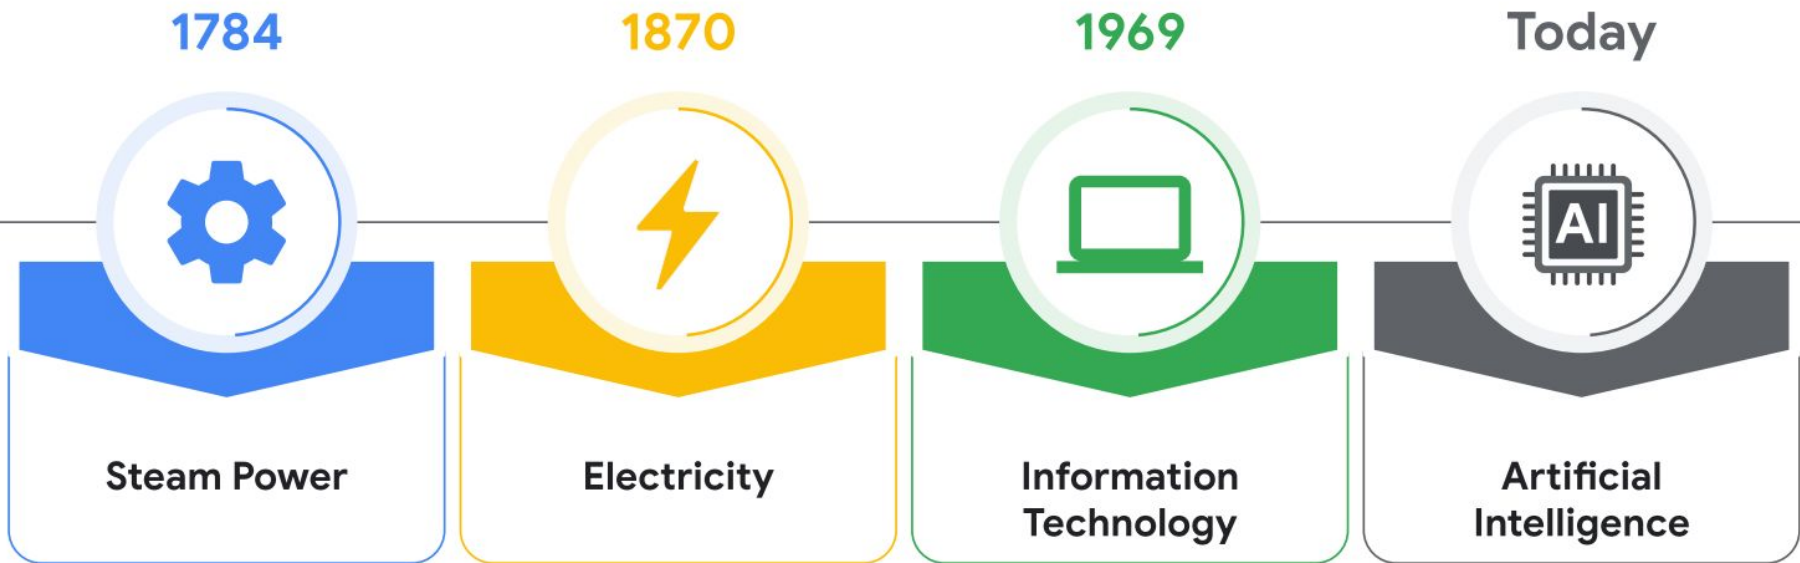 1784
1870
1969
Today
AI
Steam Power
Electricity
Information
Technology
Artificial
Intelligence